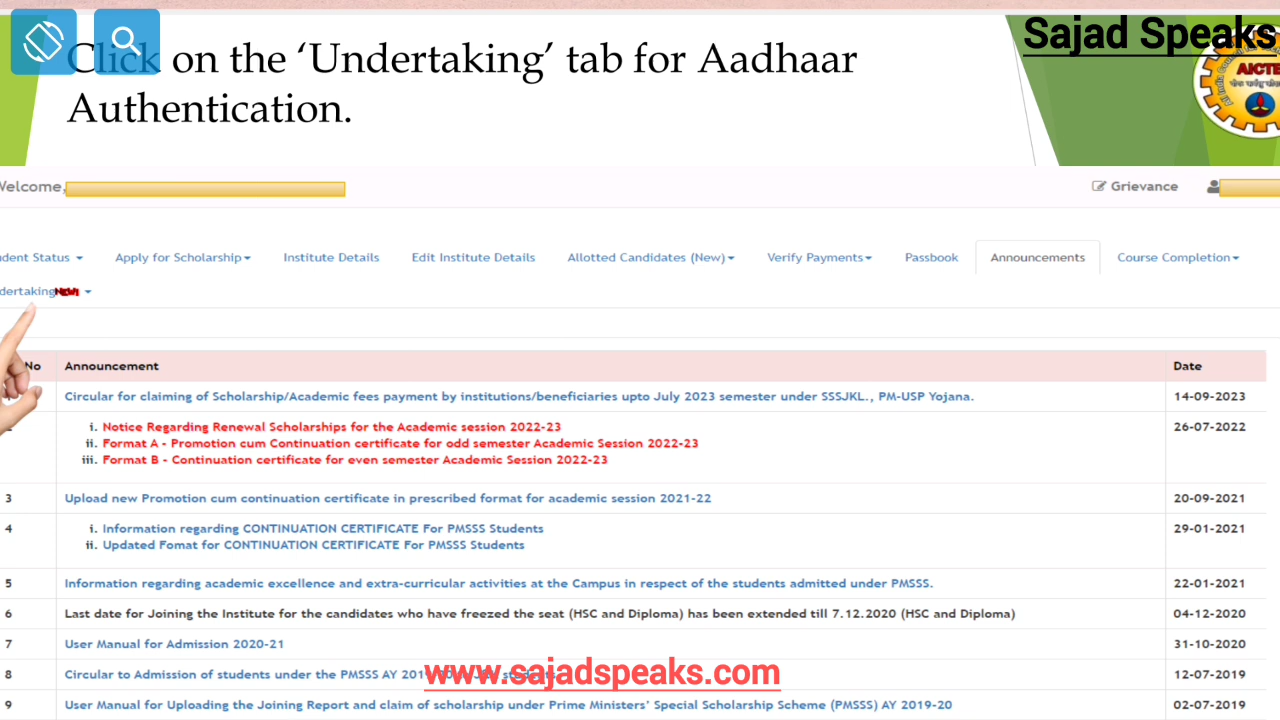 Sajad Speaks
Click on the ‘Undertaking’ tab for Aadhaar
Authentication.
AICTE
Welcome,
Grievance
dent Status
Apply for Scholarship
Institute Details
Edit Institute Details
Allotted Candidates (New)
Verify Payments
Passbook
Announcements
Course Completion
dertaking NEW!
No Announcement Date
Circular for claiming of Scholarship/Academic fees payment by institutions/beneficiaries upto July 2023 semester under SSSJKL., PM-USP Yojana. 14-09-2023
i. Notice Regarding Renewal Scholarships for the Academic session 2022-23 26-07-2022
ii. Format A - Promotion cum Continuation certificate for odd semester Academic Session 2022-23
iii. Format B - Continuation certificate for even semester Academic Session 2022-23
3 Upload new Promotion cum continuation certificate in prescribed format for academic session 2021-22 20-09-2021
4 i. Information regarding CONTINUATION CERTIFICATE For PMSSS Students 29-01-2021
ii. Updated Fomat for CONTINUATION CERTIFICATE For PMSSS Students
5 Information regarding academic excellence and extra-curricular activities at the Campus in respect of the students admitted under PMSSS. 22-01-2021
6 Last date for Joining the Institute for the candidates who have freezed the seat (HSC and Diploma) has been extended till 7.12.2020 (HSC and Diploma) 04-12-2020
7 User Manual for Admission 2020-21 31-10-2020
8 Circular to Admission of students under the PMSSS AY 201 12-07-2019
www.sajadspeaks.com
9 User Manual for Uploading the Joining Report and claim of scholarship under Prime Ministers’ Special Scholarship Scheme (PMSSS) AY 2019-20 02-07-2019